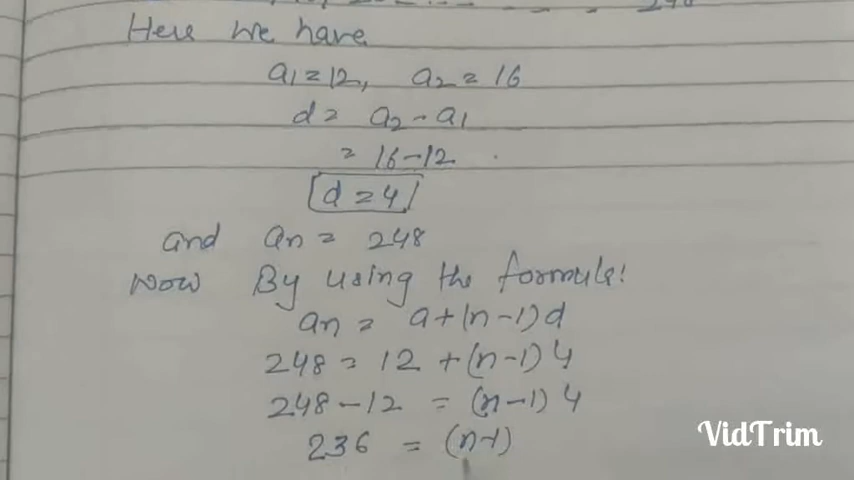 248
Here we have
a1 = 12, a2 = 16
d = a2 - a1
= 16-12
d = 4
and an = 248
Now By using the formula:
an = a+(n-1)d
248 = 12 +(n-1) 4
248-12 = (n-1) 4
236 = (n-1)
VidTrim